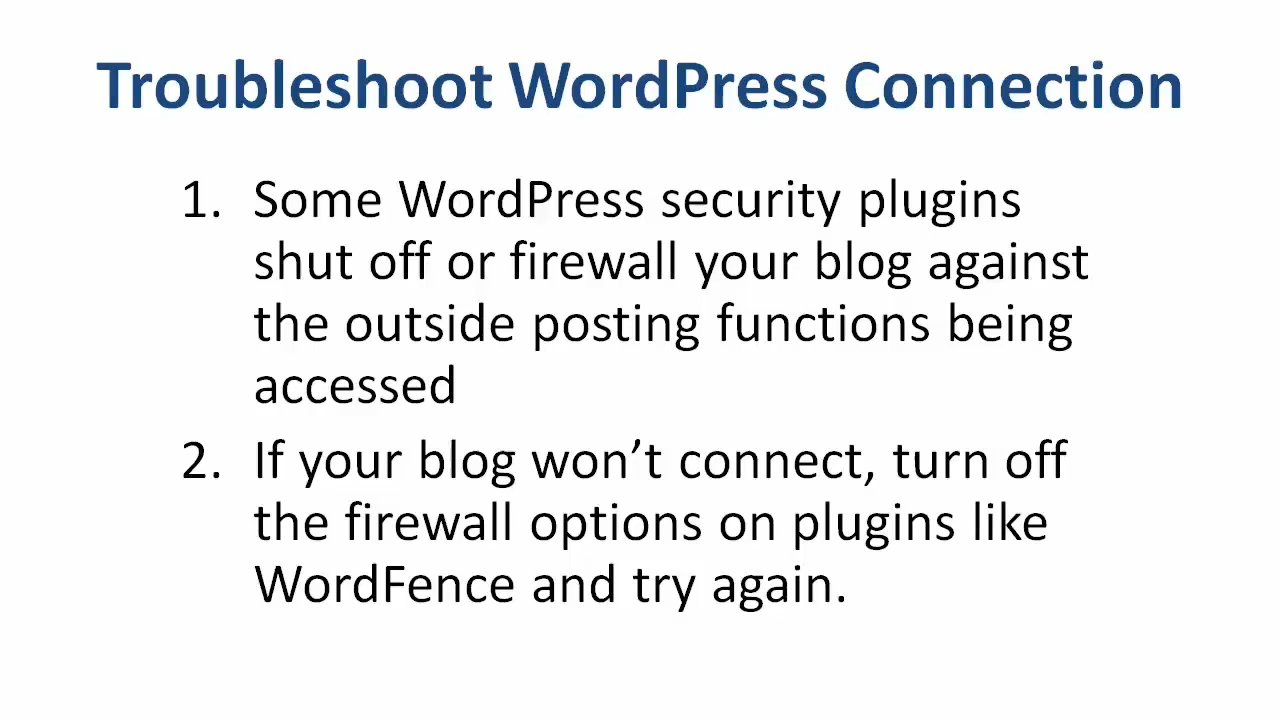 Troubleshoot WordPress Connection
1. Some WordPress security plugins
shut off or firewall your blog against
the outside posting functions being
accessed
2. If your blog won’t connect, turn off
the firewall options on plugins like
WordFence and try again.